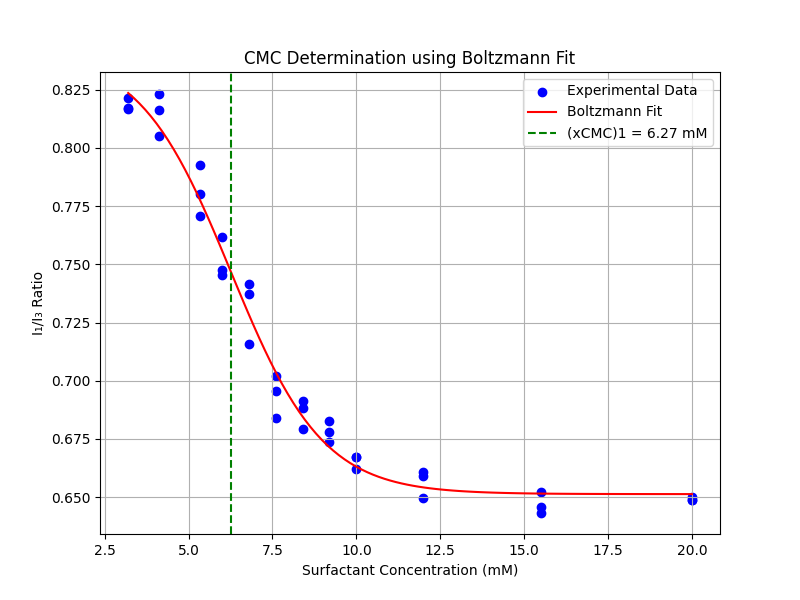 CMC Determination using Boltzmann Fit
Experimental Data
Boltzmann Fit
(xCMC)1 = 6.27 mM
I₁/I₃ Ratio
0.825
0.800
0.775
0.750
0.725
0.700
0.675
0.650
2.5 5.0 7.5 10.0 12.5 15.0 17.5 20.0
Surfactant Concentration (mM)